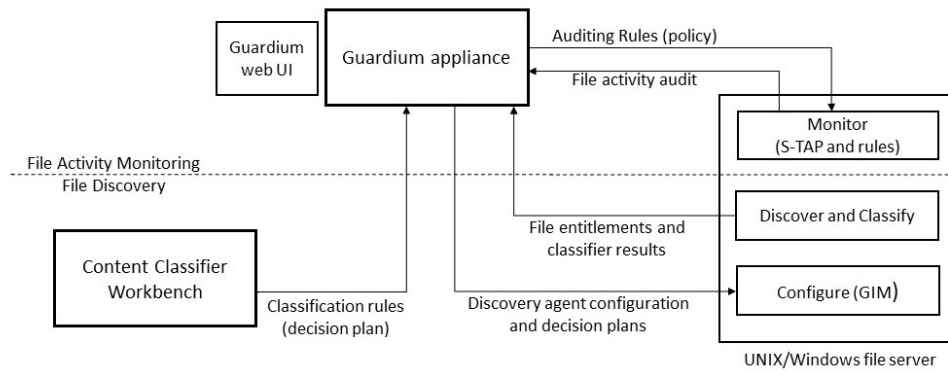 Guardium
web UI
Guardium appliance
Auditing Rules (policy)
File activity audit
Monitor
(S-TAP and rules)
File Activity Monitoring
File Discovery
Discover and Classify
File entitlements and
classifier results
Content Classifier
Workbench
Classification rules
(decision plan)
Discovery agent configuration
and decision plans
Configure (GIM)
UNIX/Windows file server